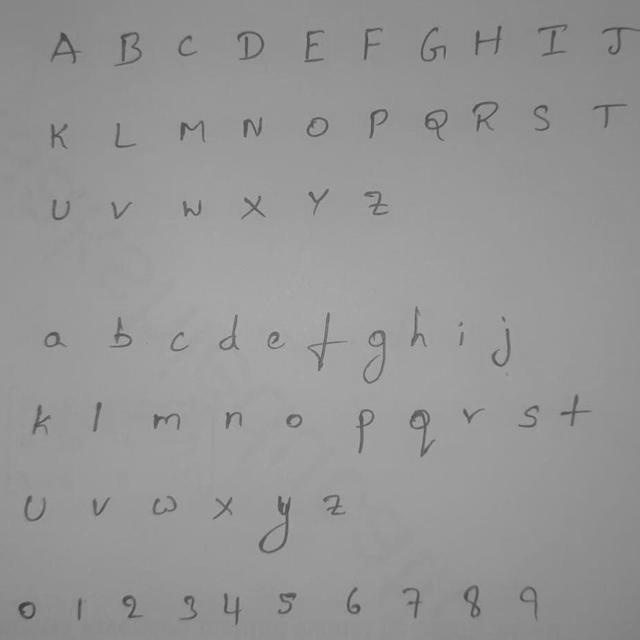 A B C D E F G H I J
K L M N O P Q R S T
U V W X Y Z
a b c d e f g h i j
k l m n o p q r s t
u v w x y z
0 1 2 3 4 5 6 7 8 9